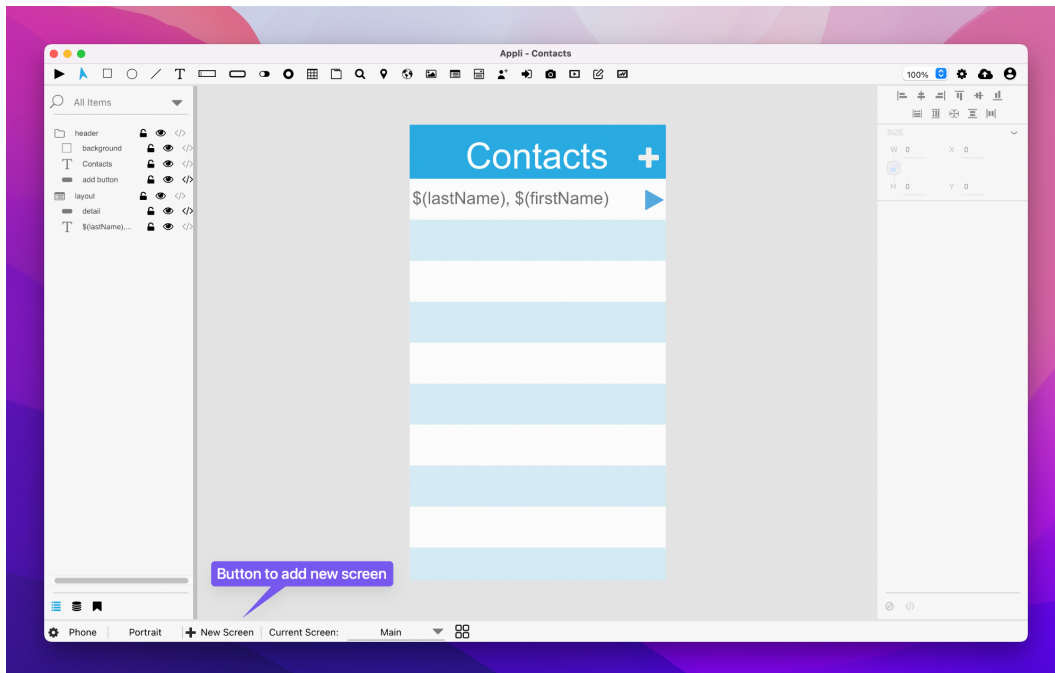 Appli - Contacts
T
100%
All Items
header
background
T Contacts
add button
layout
detail
T $(lastName),...
Contacts
$(lastName), $(firstName)
SIZE
W 0 X 0
H 0 Y 0
Button to add new screen
Phone Portrait New Screen Current Screen: Main